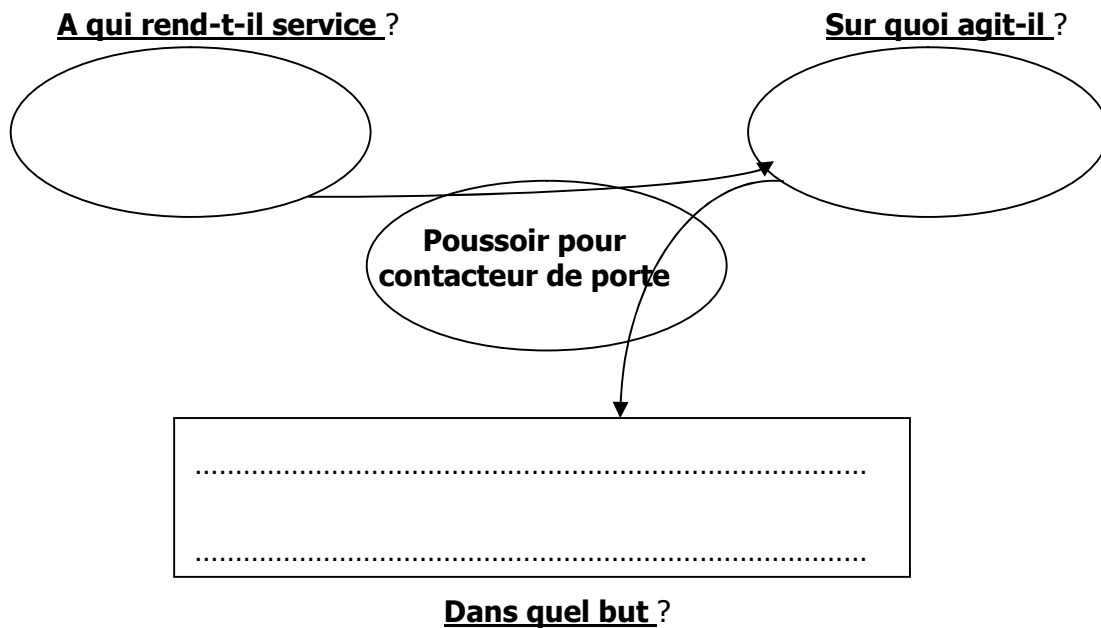 A qui rend-t-il service ?
Sur quoi agit-il ?
Poussoir pour
contacteur de porte
.....................................................................................
.....................................................................................
Dans quel but ?